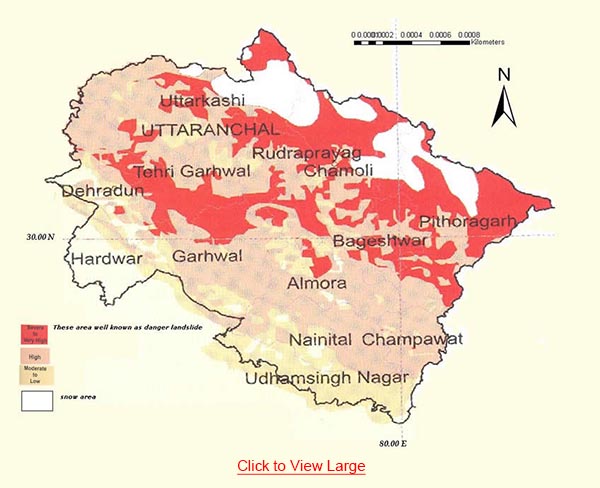 0 0.00010.0002 0.0004 0.0006 0.0008
Kilometers
N
Uttarkashi
UTTARANCHAL
Rudraprayag
Tehri Garhwal
Chamoli
Dehradun
Pithoragarh
30.00 N
Bageshwar
Hardwar
Garhwal
Almora
Severe to Very High
These area well known as danger landslide
High
Moderate to Low
snow area
Nainital
Champawat
Udhamsingh Nagar
80.00 E
Click to View Large